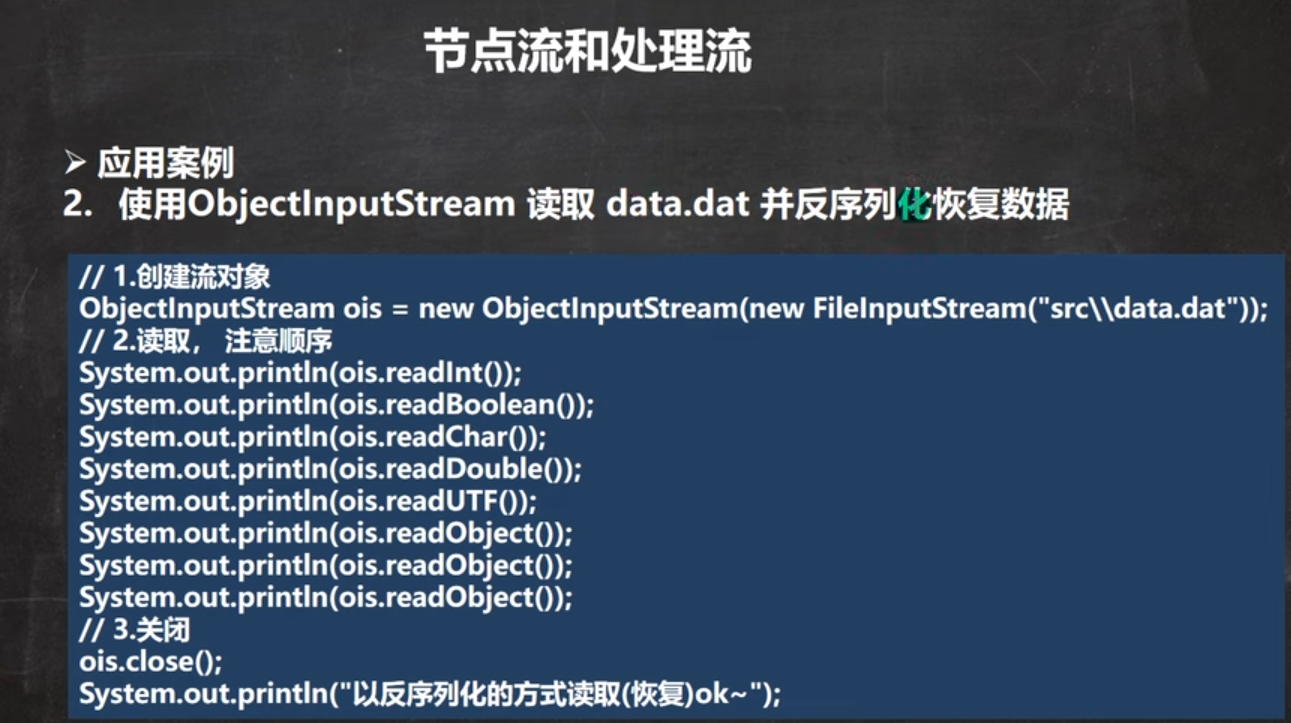 节点流和处理流
➢ 应用案例
2. 使用ObjectInputStream 读取 data.dat 并反序列化恢复数据
// 1.创建流对象
ObjectInputStream ois = new ObjectInputStream(new FileInputStream("src\\data.dat"));
// 2.读取， 注意顺序
System.out.println(ois.readInt());
System.out.println(ois.readBoolean());
System.out.println(ois.readChar());
System.out.println(ois.readDouble());
System.out.println(ois.readUTF());
System.out.println(ois.readObject());
System.out.println(ois.readObject());
System.out.println(ois.readObject());
// 3.关闭
ois.close();
System.out.println("以反序列化的方式读取(恢复)ok~");